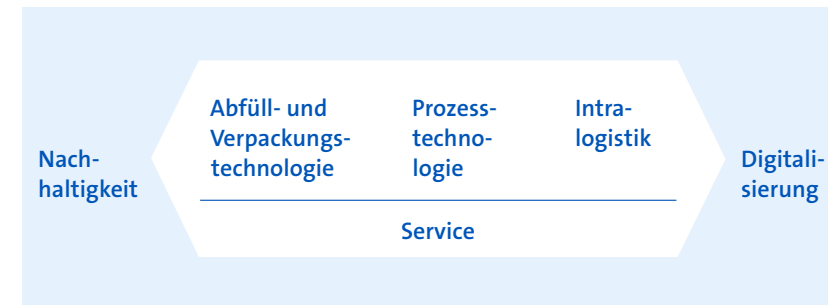 Nach-
haltigkeit
Abfüll- und
Verpackungs-
technologie
Prozess-
techno-
logie
Intra-
logistik
Service
Digitali-
sierung